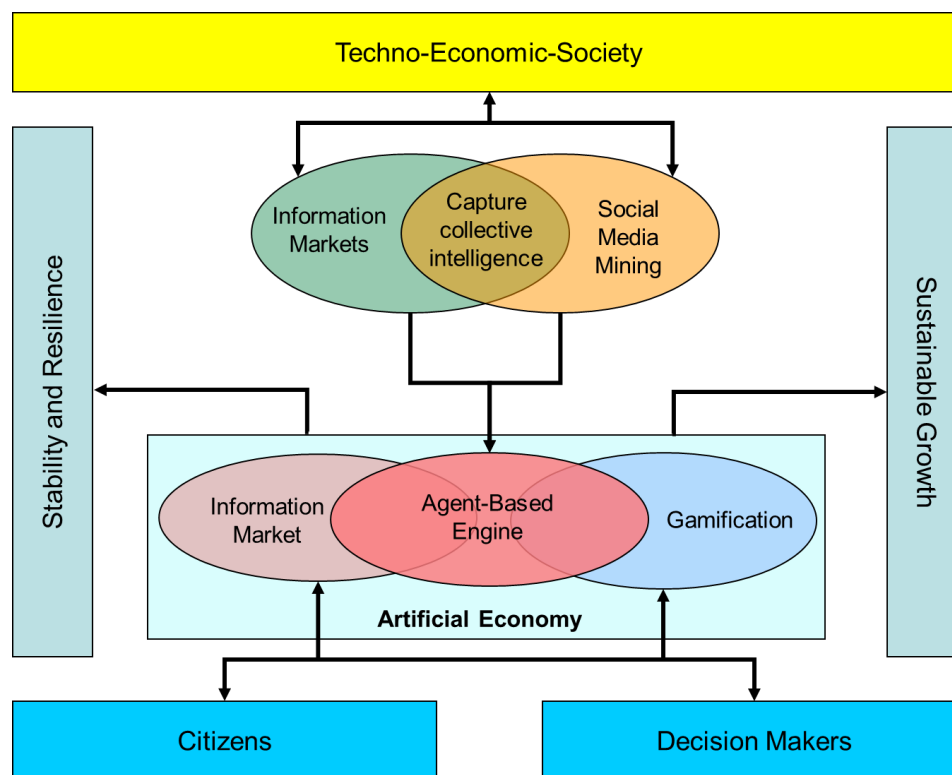 Techno-Economic-Society
Information
Markets
Capture
collective
intelligence
Social
Media
Mining
Stability and Resilience
Sustainable Growth
Information
Market
Agent-Based
Engine
Gamification
Artificial Economy
Citizens
Decision Makers